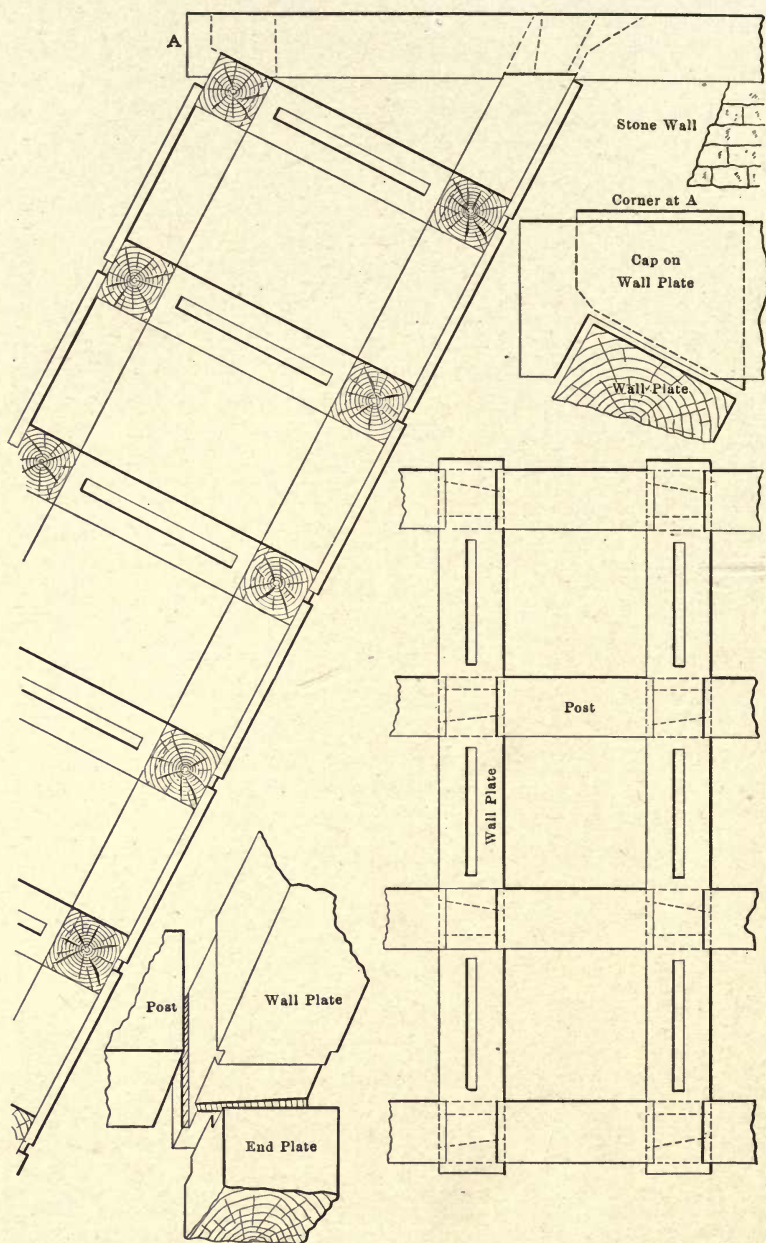 A
Stone Wall
Corner at A
Cap on
Wall Plate
Wall Plate
Post
Wall Plate
Post
Wall Plate
End Plate